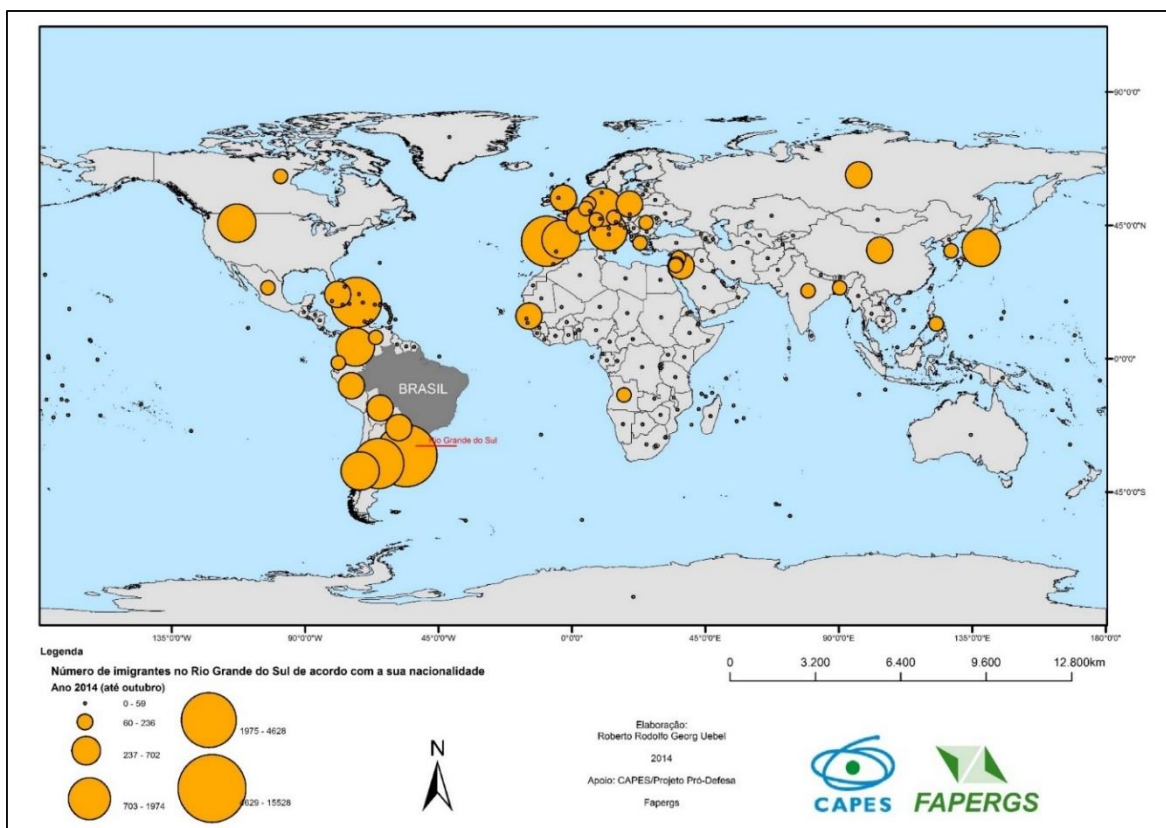 90°0'0"
45°0'0"
BRASIL
0°0'0"
Rio Grande do Sul
45°0'0"S
135°0'0"W
90°0'0"W
45°0'0"W
0°0'0"
45°0'0"E
90°0'0"E
135°0'0"E
180°0'0"
Legenda
Número de imigrantes no Rio Grande do Sul de acordo com a sua nacionalidade
Ano 2014 (até outubro)
0 - 59
60 - 236
237 - 702
703 - 1974
1975 - 4628
4629 - 15528
N
0 3.200 6.400 9.600 12.800km
Elaboração:
Roberto Rodolfo Georg Uebel
2014
Apoio: CAPES/Projeto Pró-Defesa
Fapergs
CAPES
FAPERGS